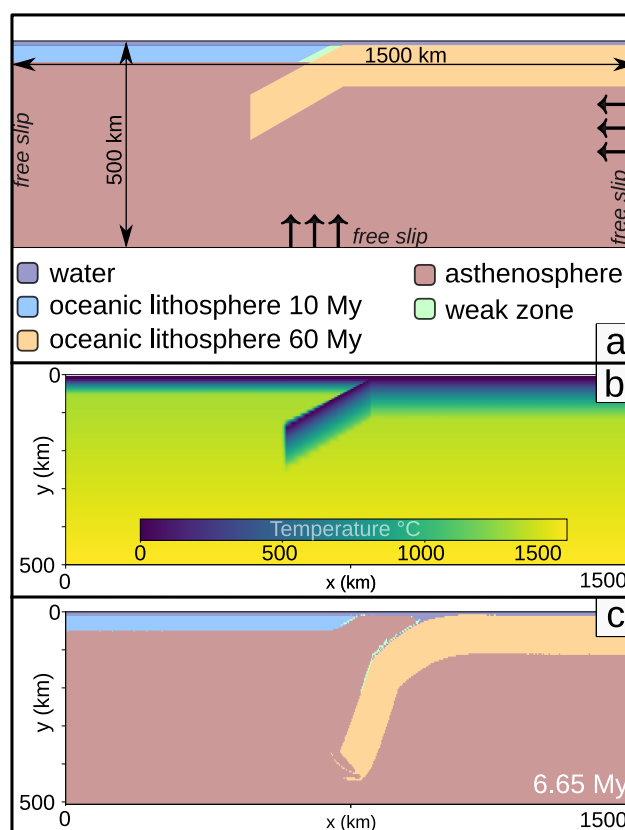 1500 km
free slip
500 km
free slip
free slip
water
asthenosphere
oceanic lithosphere 10 My
weak zone
oceanic lithosphere 60 My
a
0
b
y (km)
Temperature °C
0
500
1000
1500
500
0
x (km)
1500
0
c
y (km)
6.65 My
500
0
x (km)
1500